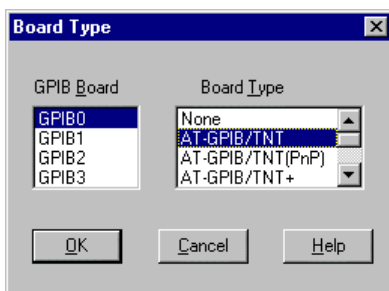 Board Type
GPIB Board
Board Type
GPIB0
GPIB1
GPIB2
GPIB3
None
AT-GPIB/TNT
AT-GPIB/TNT(PnP)
AT-GPIB/TNT+
OK
Cancel
Help